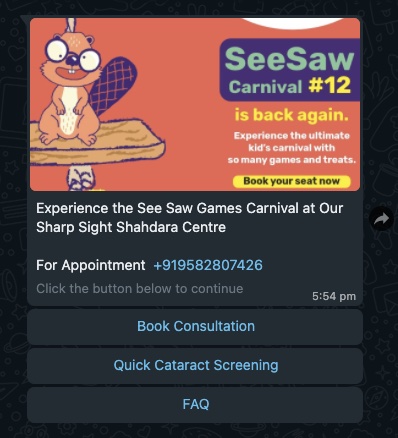 SeeSaw
Carnival #12
is back again.
Experience the ultimate
kid's carnival with
so many games and treats.
Book your seat now
Experience the See Saw Games Carnival at Our
Sharp Sight Shahdara Centre
For Appointment +919582807426
Click the button below to continue
5:54 pm
Book Consultation
Quick Cataract Screening
FAQ